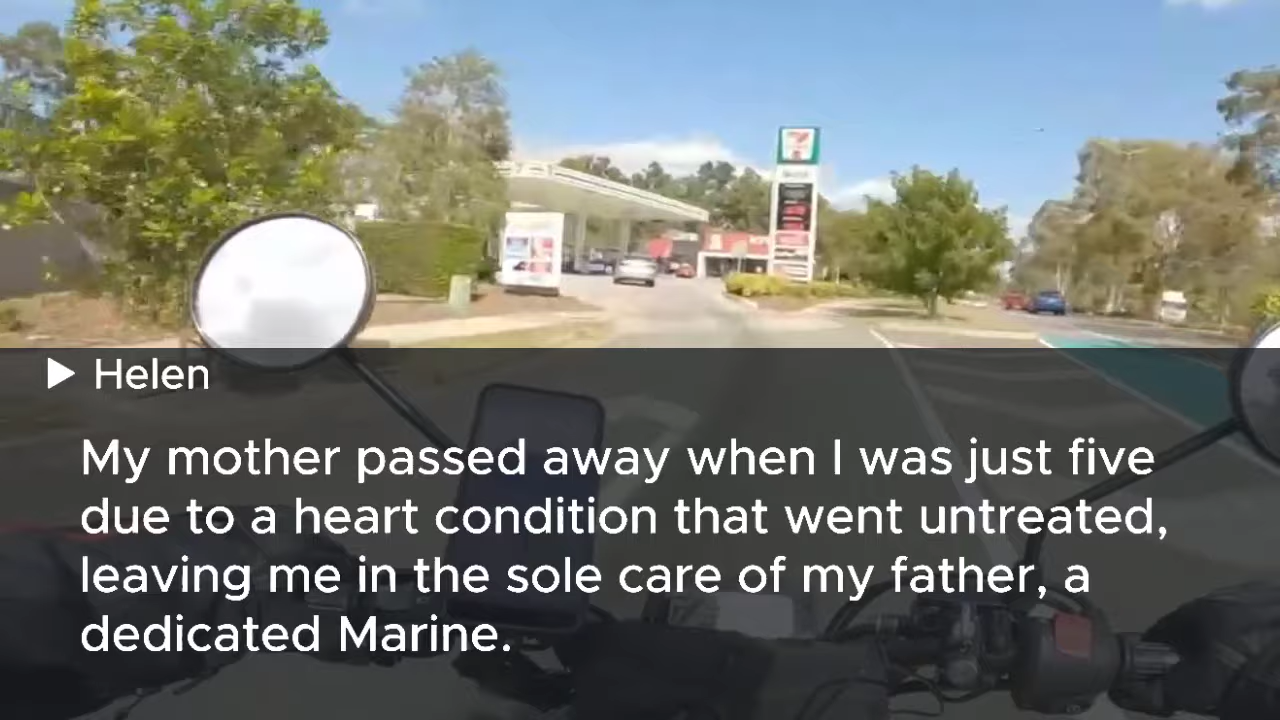 Helen
My mother passed away when I was just five
due to a heart condition that went untreated,
leaving me in the sole care of my father, a
dedicated Marine.